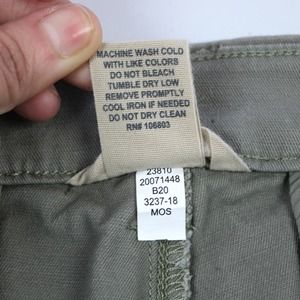 MACHINE WASH COLD
WITH LIKE COLORS
DO NOT BLEACH
TUMBLE DRY LOW
REMOVE PROMPTLY
COOL IRON IF NEEDED
DO NOT DRY CLEAN
RN# 106803
23810
20071448
B20
3237-18
MOS